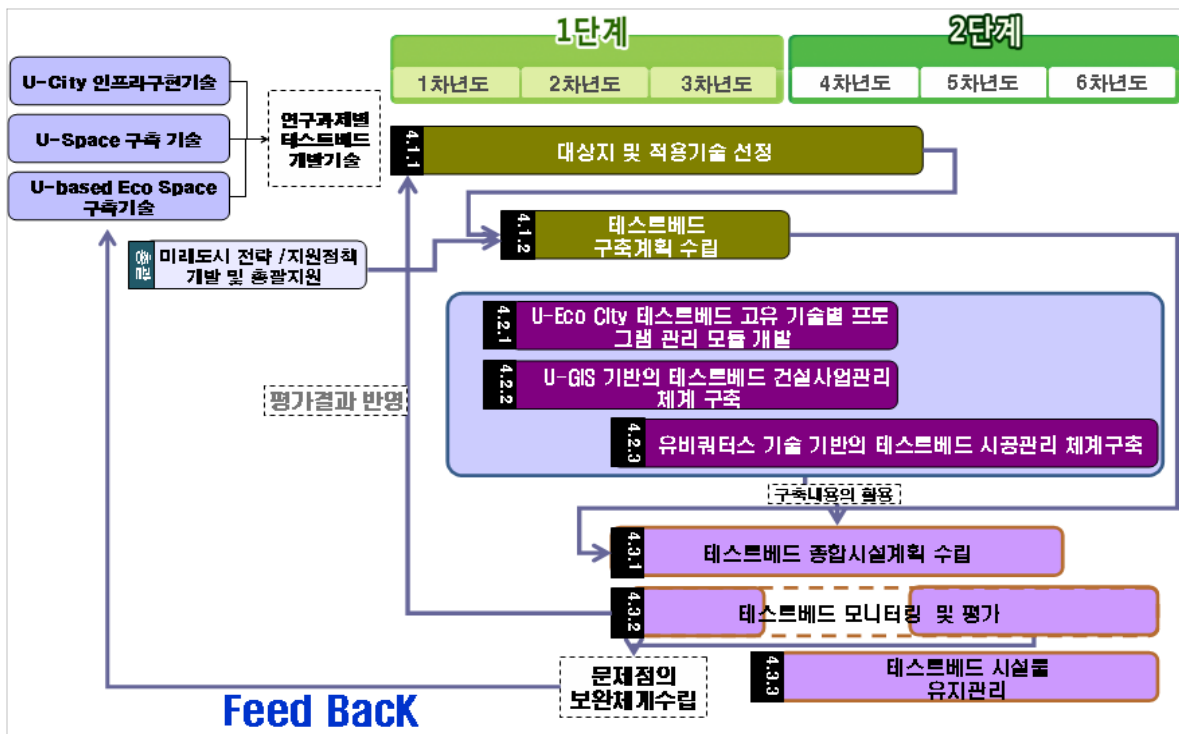 1단계
2단계
1차년도
2차년도
3차년도
4차년도
5차년도
6차년도
U-City 인프라구현기술
U-Space 구축 기술
U-based Eco Space
구축기술
연구과제별
테스트베드
개발기술
4.1.1
대상지 및 적용기술 선정
4.1.2
테스트베드
구축계획 수립
총괄
미래도시 전략 /지원정책
개발 및 총괄지원
4.2.1
U-Eco CIty 테스트베드 고유 기술별 프로
그램 관리 모듈 개발
4.2.2
U-GIS 기반의 테스트베드 건설사업관리
체계 구축
평가결과 반영
4.2.3
유비쿼터스 기술 기반의 테스트베드 시공관리 체계구축
구축내용의 활용
4.3.1
테스트베드 종합시설계획 수립
4.3.2
테스트베드 모니터링 및 평가
문제점의
보완체계수립
4.3.3
테스트베드 시설물
유지관리
Feed BacK